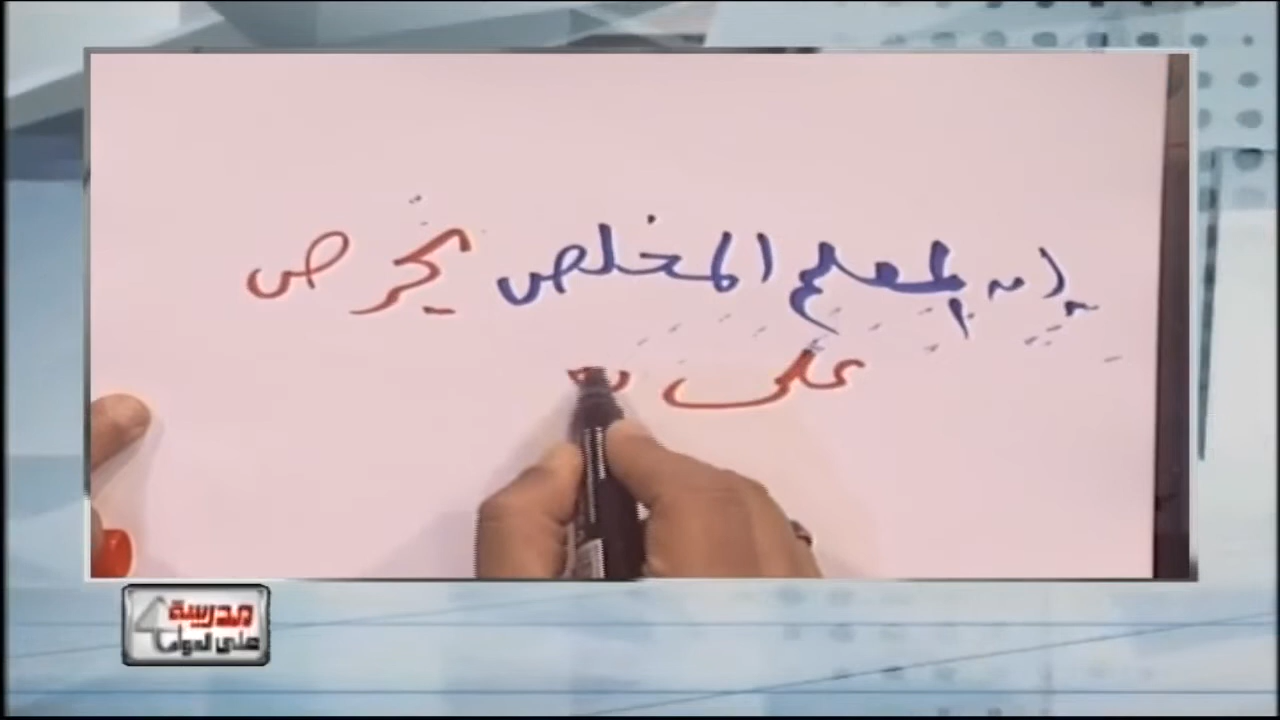 إن المعلم المخلص يحرص
على
مدرسة
على الهواء